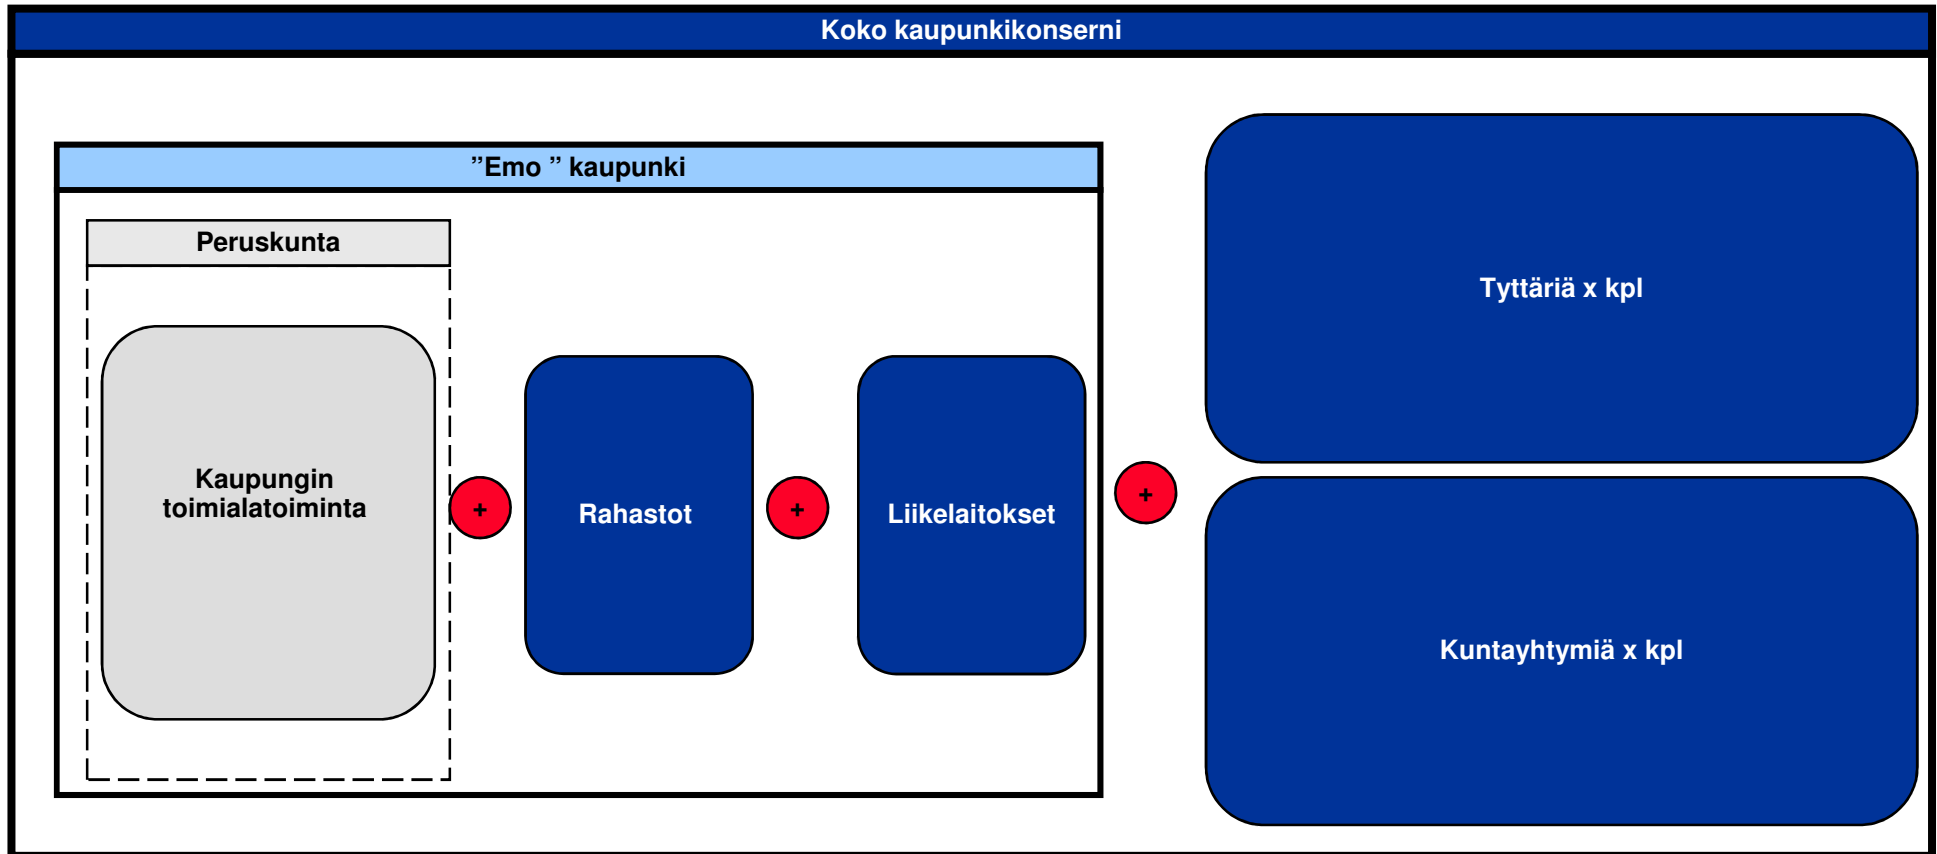 Koko kaupunkikonserni
”Emo ” kaupunki
Peruskunta
Kaupungin
toimialatoiminta
+
Rahastot
+
Liikelaitokset
+
Tyttäriä x kpl
Kuntayhtymiä x kpl